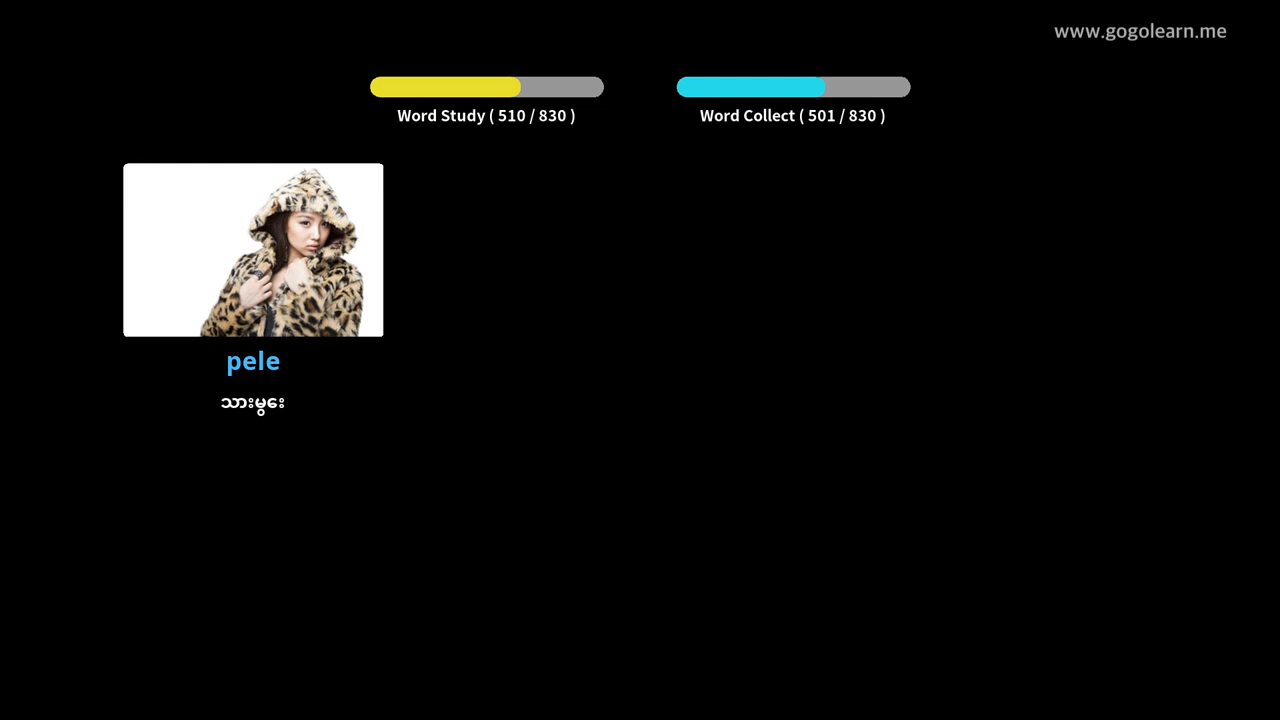 www.gogolearn.me
Word Study ( 510 / 830 )
Word Collect ( 501 / 830 )
pele
သားမွေး